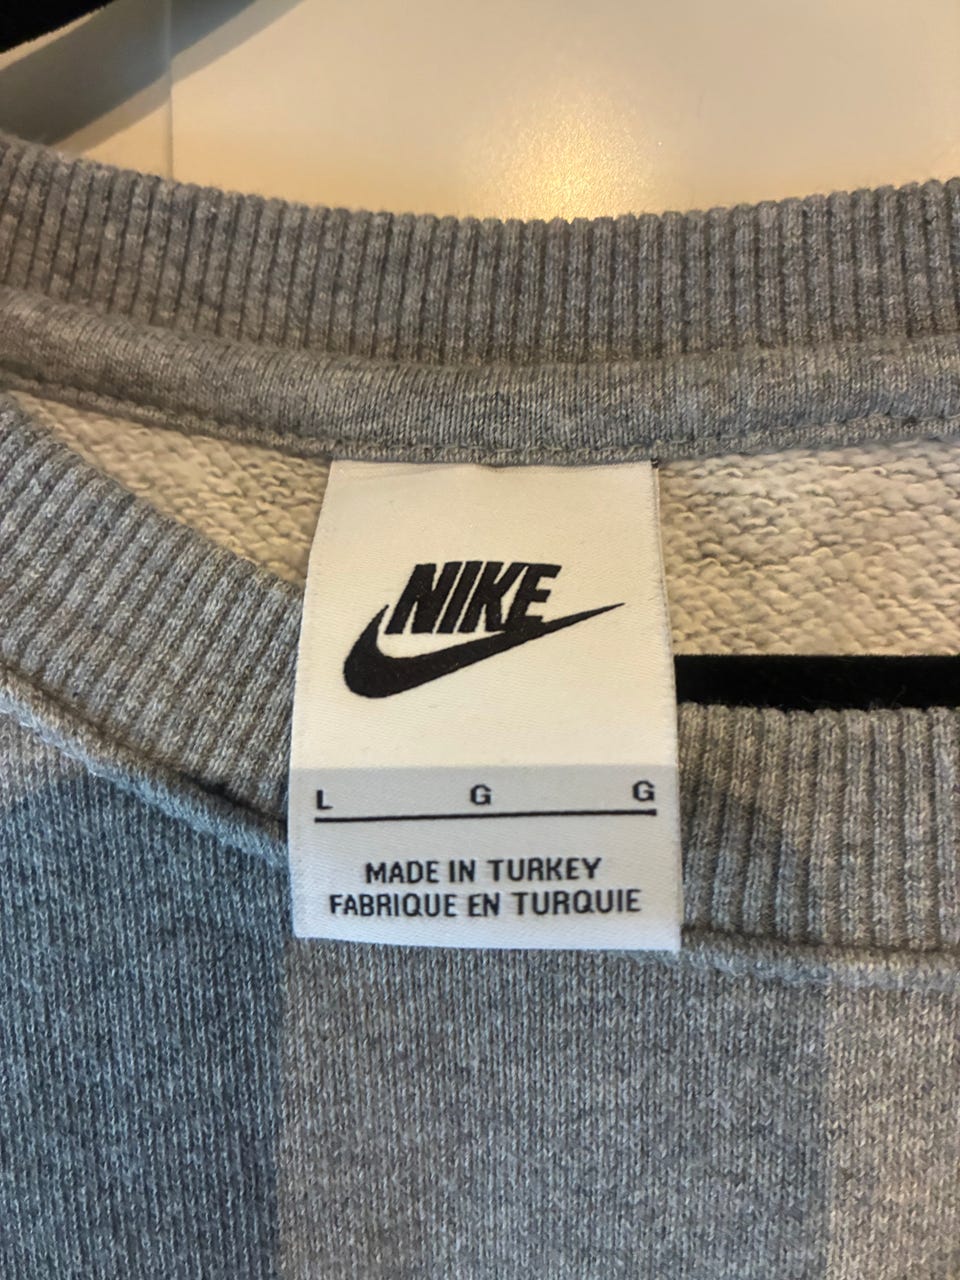 NIKE
L G G
MADE IN TURKEY
FABRIQUE EN TURQUIE